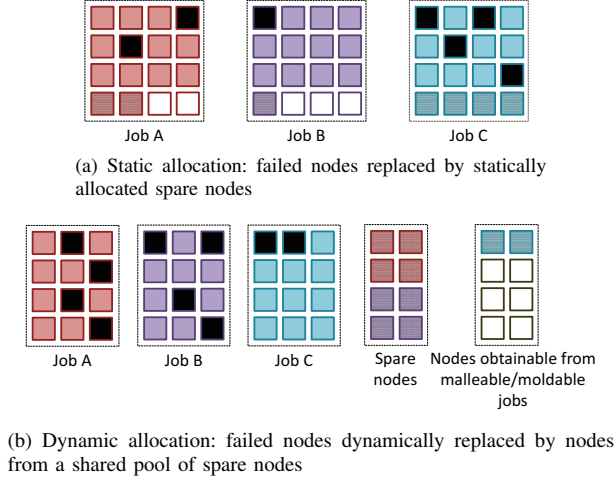 Job A
Job B
Job C
(a) Static allocation: failed nodes replaced by statically
allocated spare nodes
Job A
Job B
Job C
Spare
nodes
Nodes obtainable from
malleable/moldable
jobs
(b) Dynamic allocation: failed nodes dynamically replaced by nodes
from a shared pool of spare nodes